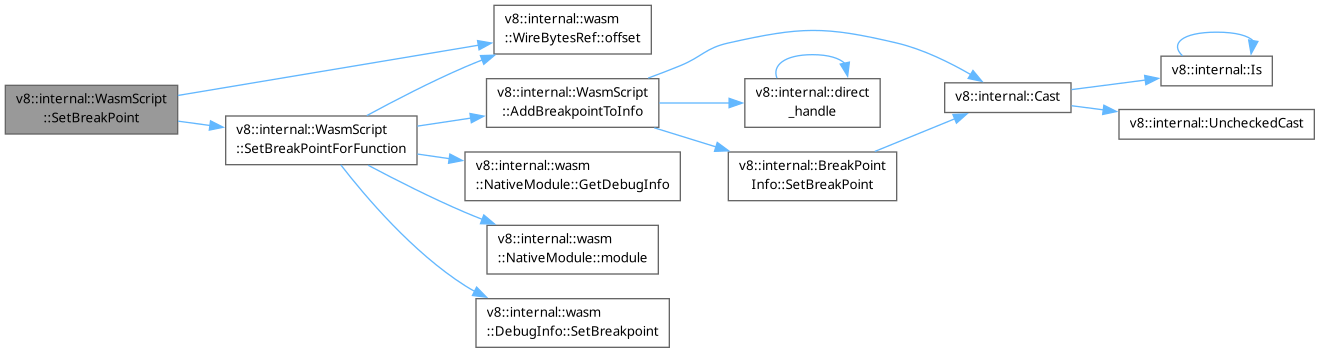 v8::internal::WasmScript
::SetBreakPoint
v8::internal::WasmScript
::SetBreakPointForFunction
v8::internal::wasm
::WireBytesRef::offset
v8::internal::WasmScript
::AddBreakpointToInfo
v8::internal::wasm
::NativeModule::GetDebugInfo
v8::internal::wasm
::NativeModule::module
v8::internal::wasm
::DebugInfo::SetBreakpoint
v8::internal::direct
_handle
v8::internal::BreakPoint
Info::SetBreakPoint
v8::internal::Cast
v8::internal::Is
v8::internal::UncheckedCast